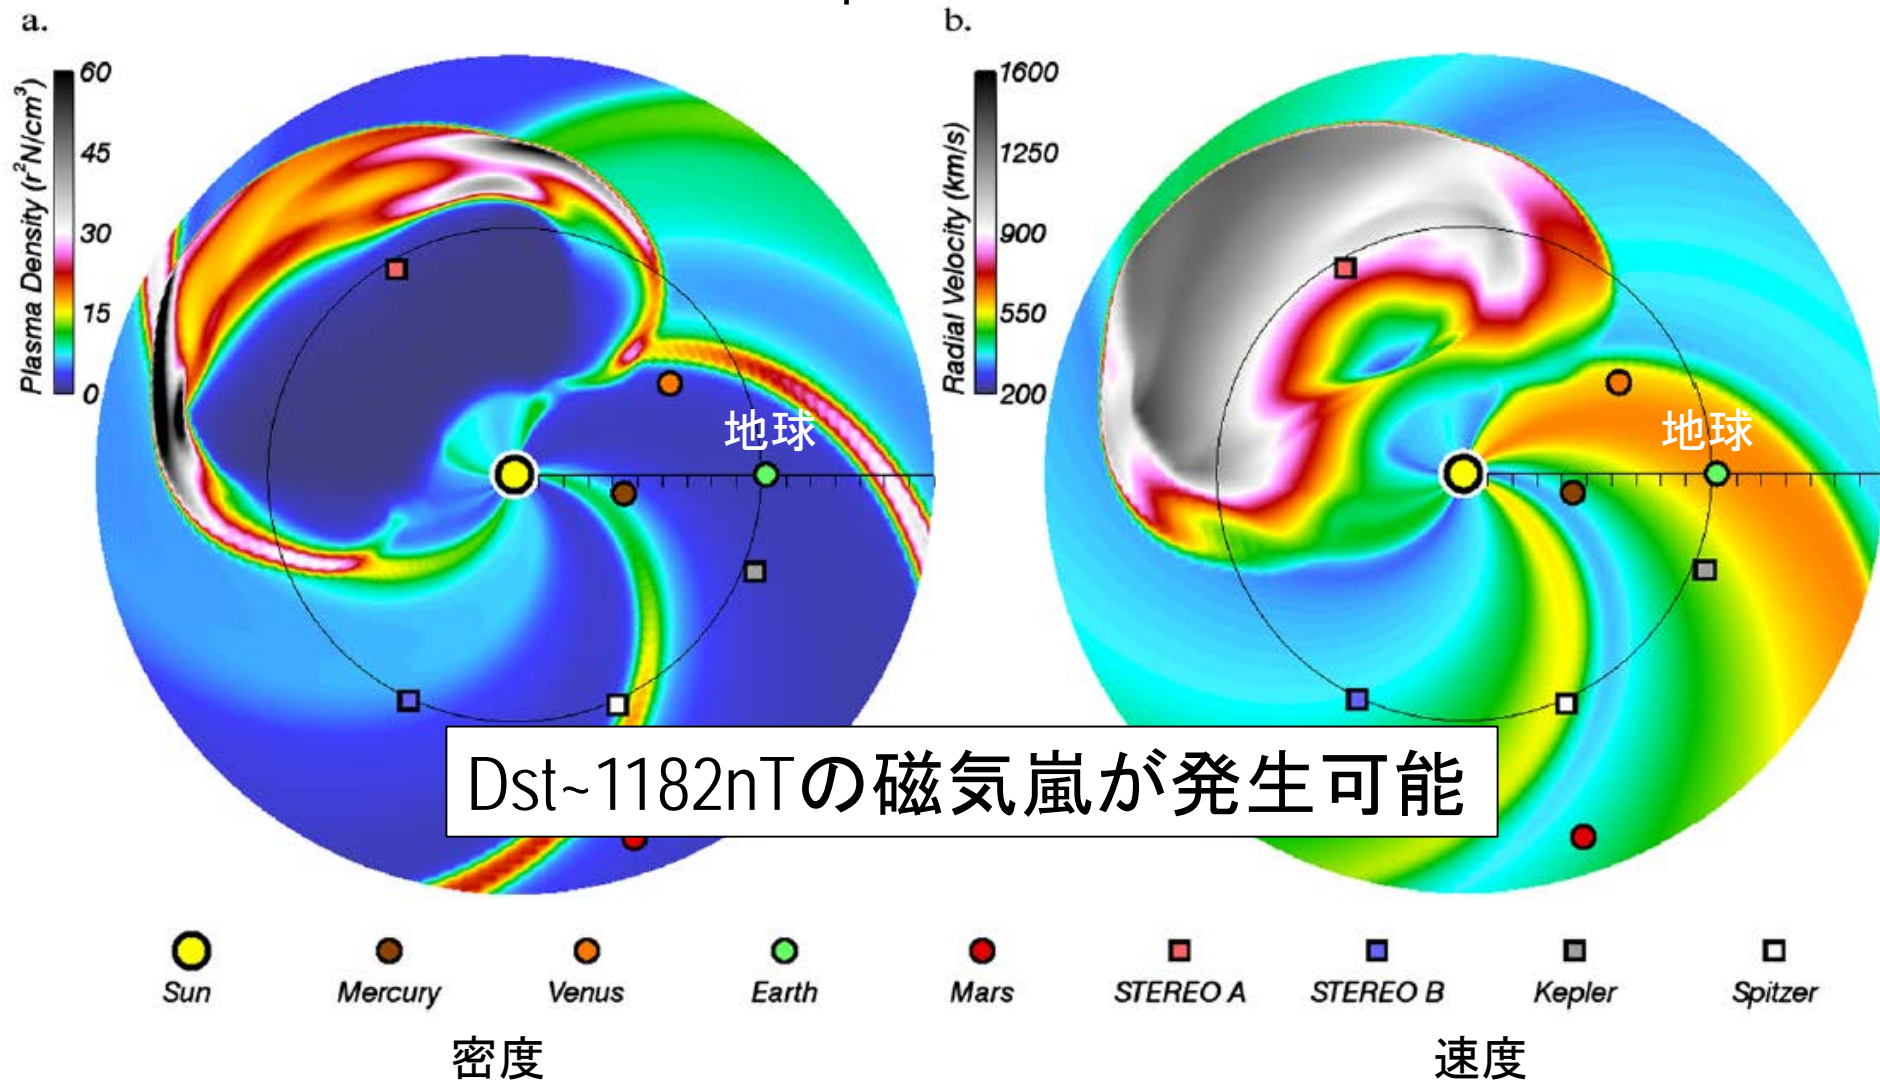 a.
Plasma Density (r²N/cm³)
60
45
30
15
0
地球
b.
Radial Velocity (km/s)
1600
1250
900
550
200
地球
Dst~1182nTの磁気嵐が発生可能
Sun Mercury Venus Earth Mars STEREO A STEREO B Kepler Spitzer
密度 速度